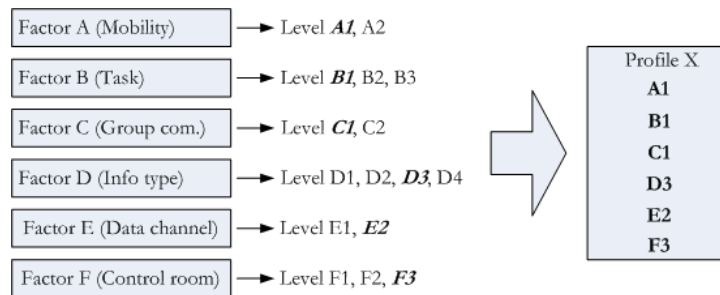 Factor A (Mobility) Level A1, A2
Factor B (Task) Level B1, B2, B3
Factor C (Group com.) Level C1, C2
Factor D (Info type) Level D1, D2, D3, D4
Factor E (Data channel) Level E1, E2
Factor F (Control room) Level F1, F2, F3
Profile X
A1
B1
C1
D3
E2
F3